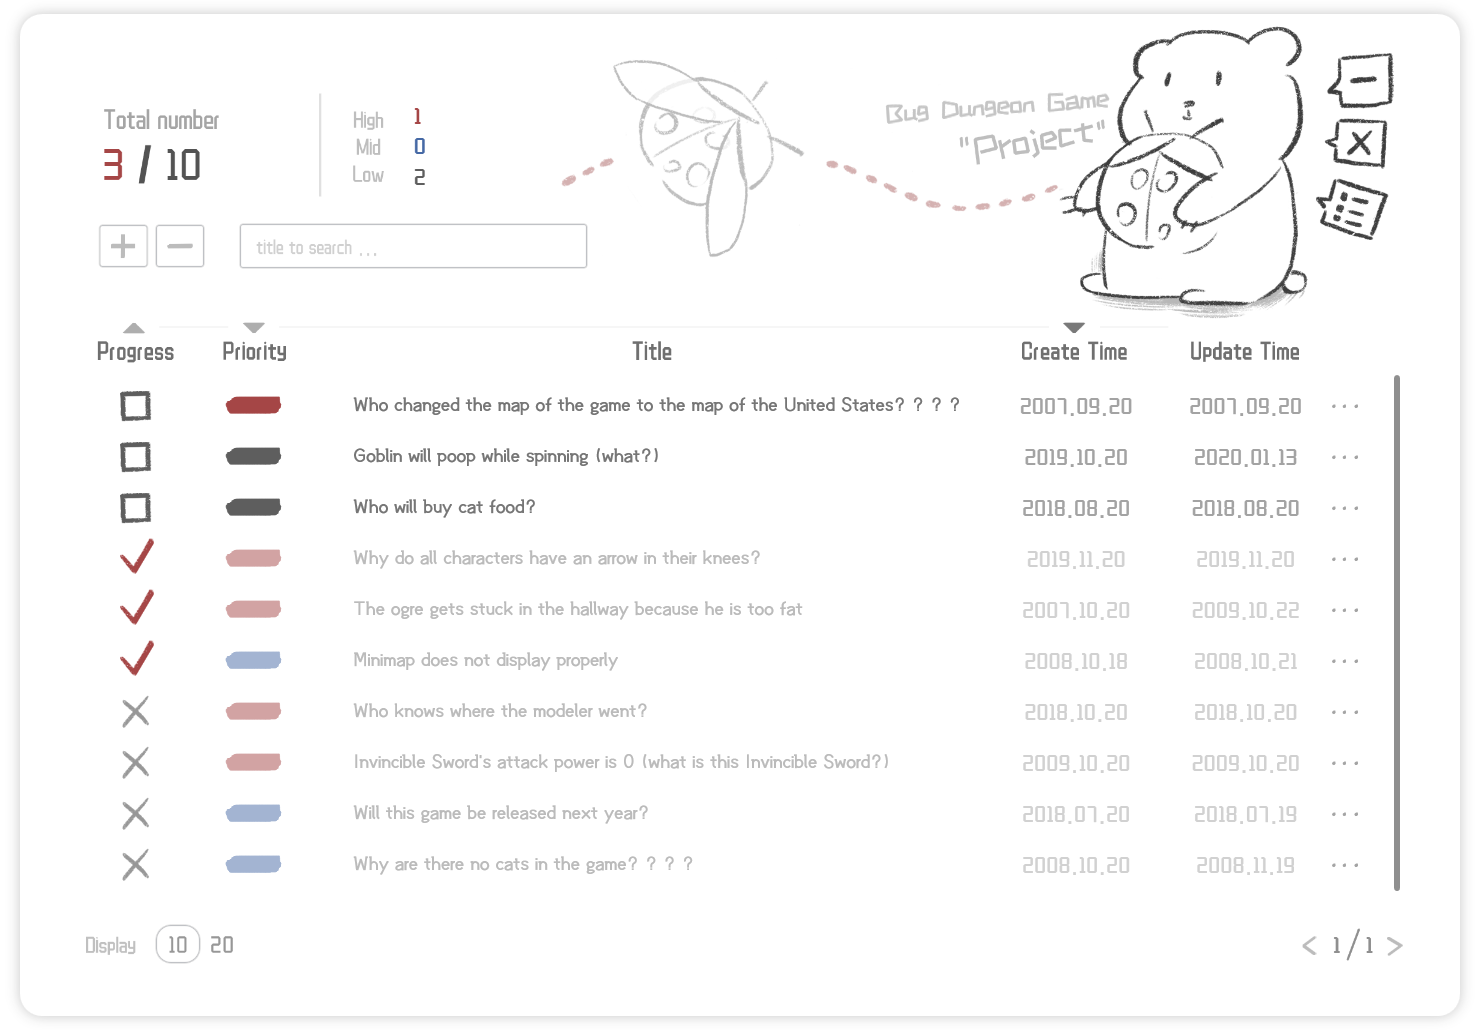 Total number
3 / 10
High 1
Mid 0
Low 2
Bug Dungeon Game
"Project"
title to search ...
Progress Priority Title Create Time Update Time
Who changed the map of the game to the map of the United States? ? ? ? 2007.09.20 2007.09.20 ...
Goblin will poop while spinning (what?) 2019.10.20 2020.01.13 ...
Who will buy cat food? 2018.08.20 2018.08.20 ...
Why do all characters have an arrow in their knees? 2019.11.20 2019.11.20 ...
The ogre gets stuck in the hallway because he is too fat 2007.10.20 2009.10.22 ...
Minimap does not display properly 2008.10.18 2008.10.21 ...
Who knows where the modeler went? 2018.10.20 2018.10.20 ...
Invincible Sword's attack power is 0 (what is this Invincible Sword?) 2009.10.20 2009.10.20 ...
Will this game be released next year? 2018.07.20 2018.07.19 ...
Why are there no cats in the game? ? ? ? 2008.10.20 2008.11.19 ...
Display 10 20
< 1 / 1 >